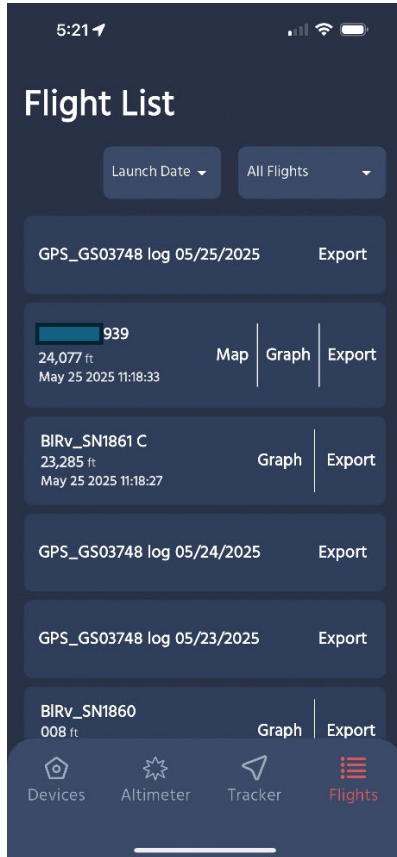 5:21
Flight List
Launch Date
All Flights
GPS_GS03748 log 05/25/2025 Export
939
24,077 ft
May 25 2025 11:18:33
Map Graph Export
BlRv_SN1861 C
23,285 ft
May 25 2025 11:18:27
Graph Export
GPS_GS03748 log 05/24/2025 Export
GPS_GS03748 log 05/23/2025 Export
BlRv_SN1860
008 ft
Graph Export
Devices Altimeter Tracker Flights